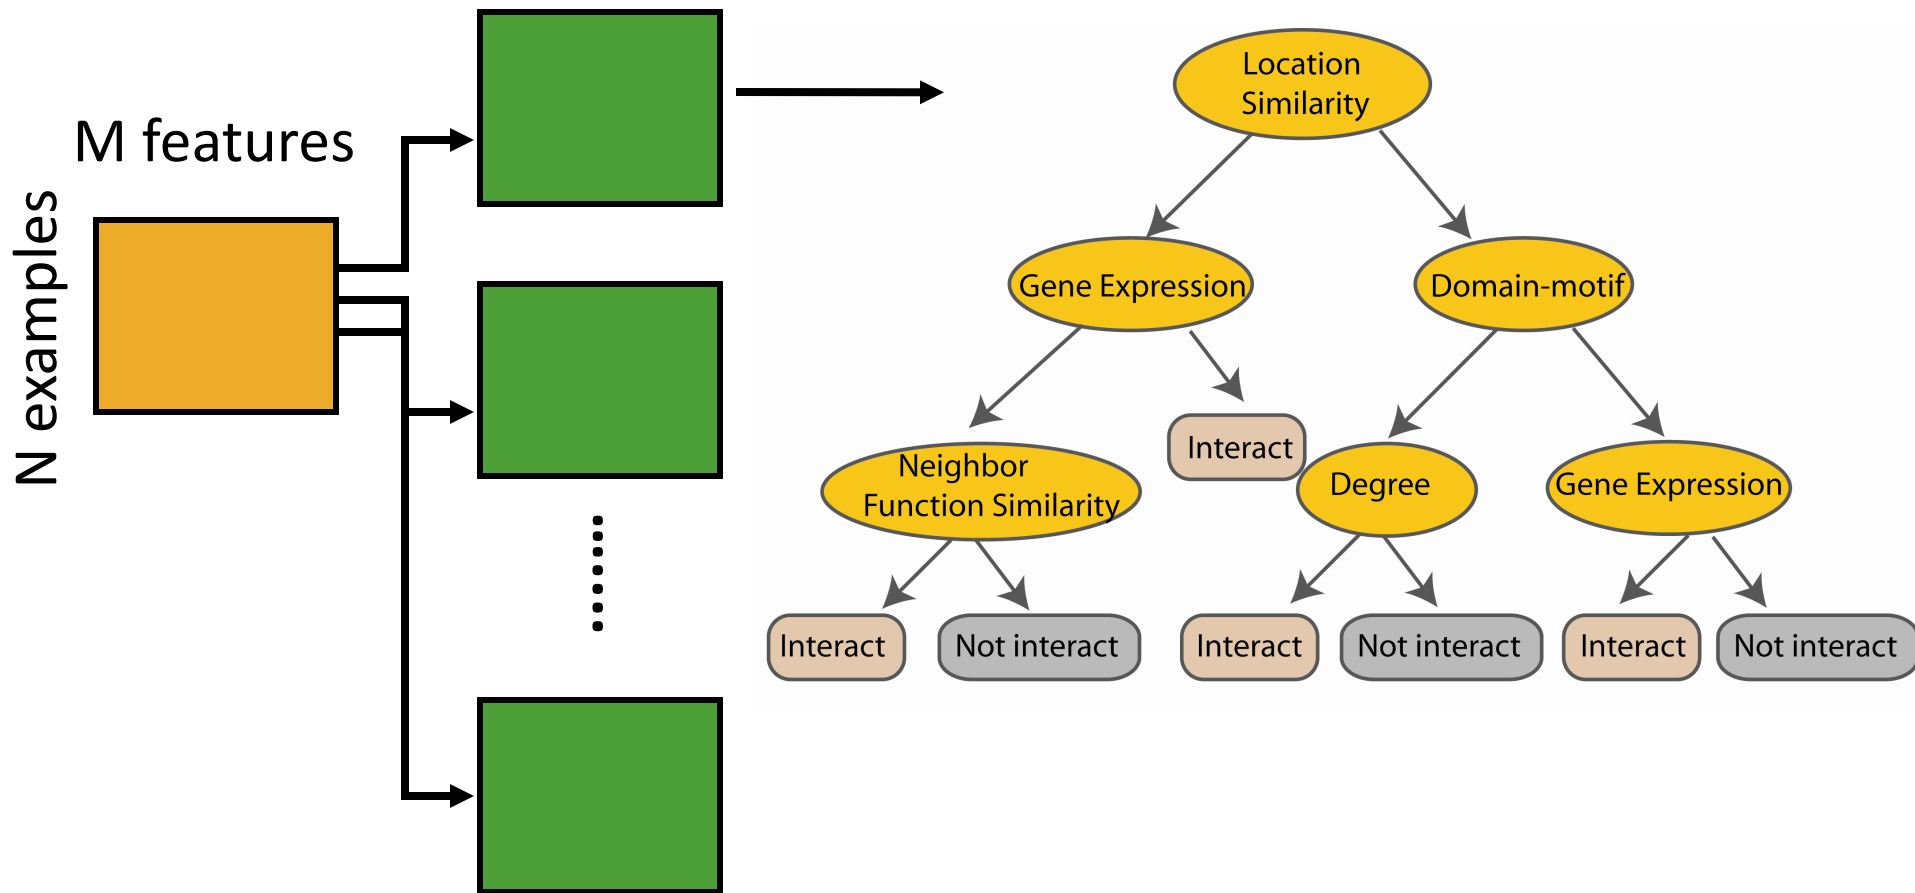 M features
N examples
Location
Similarity
Gene Expression
Domain-motif
Interact
Neighbor
Function Similarity
Degree
Gene Expression
Interact
Not interact
Interact
Not interact
Interact
Not interact